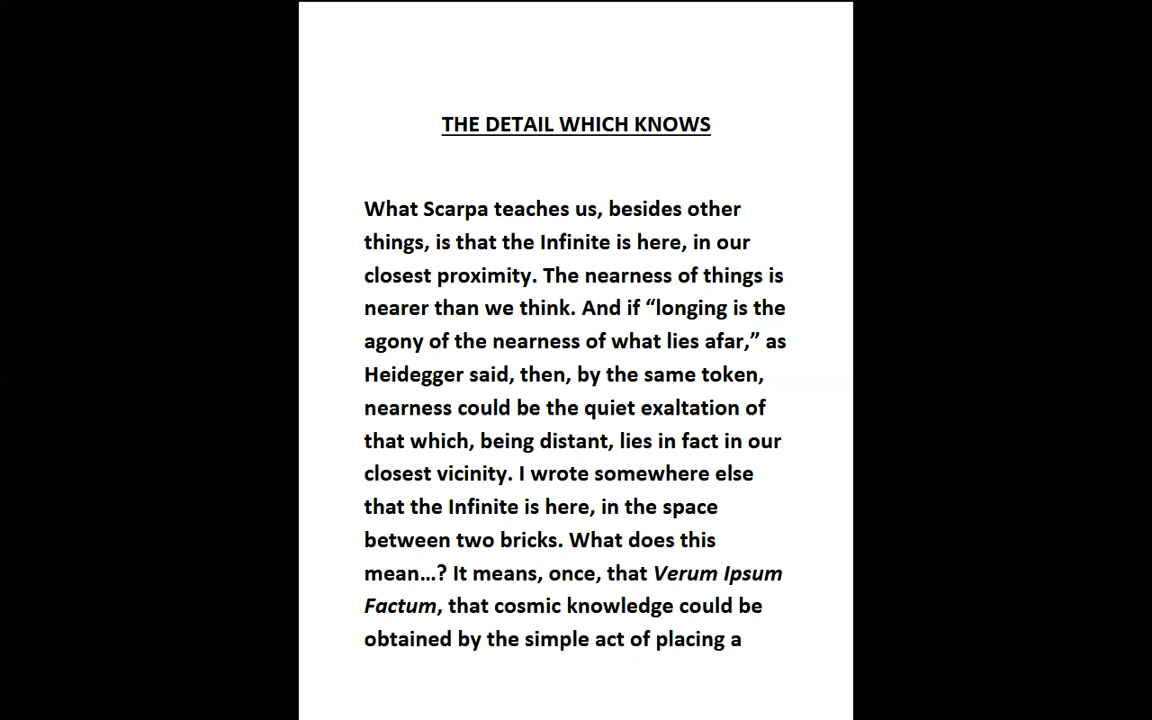 THE DETAIL WHICH KNOWS
What Scarpa teaches us, besides other
things, is that the Infinite is here, in our
closest proximity. The nearness of things is
nearer than we think. And if “longing is the
agony of the nearness of what lies afar,” as
Heidegger said, then, by the same token,
nearness could be the quiet exaltation of
that which, being distant, lies in fact in our
closest vicinity. I wrote somewhere else
that the Infinite is here, in the space
between two bricks. What does this
mean…? It means, once, that Verum Ipsum
Factum, that cosmic knowledge could be
obtained by the simple act of placing a